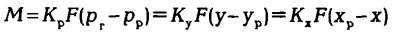 M = K_p F(p_г − p_p) = K_y F(y − y_p) = K_x F(x_p − x)